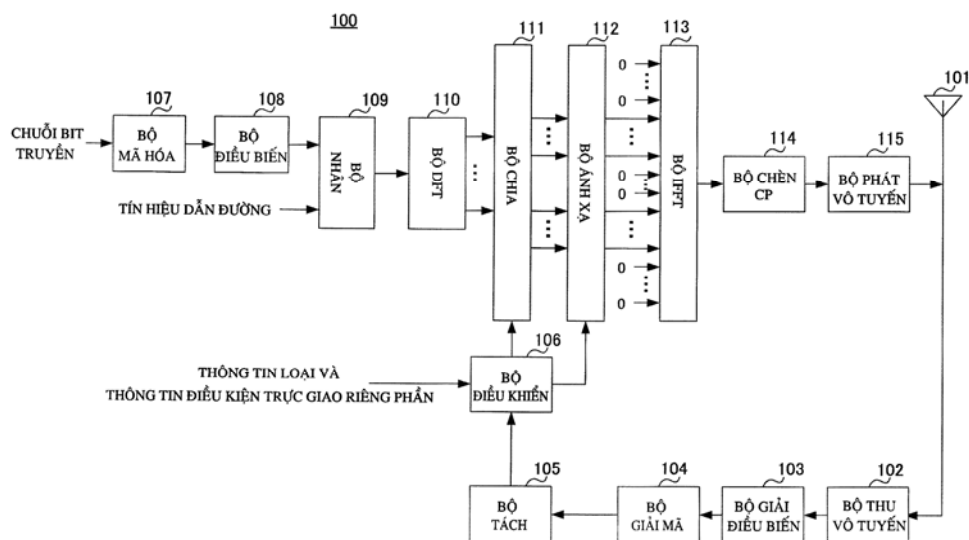 100
111
112
113
101
107
108
109
110
114
115
CHUỖI BIT
TRUYỀN
BỘ
MÃ HÓA
BỘ
ĐIỀU BIẾN
BỘ
NHÂN
BỘ DFT
BỘ CHIA
BỘ ÁNH XẠ
BỘ IFFT
BỘ CHÈN
CP
BỘ PHÁT
VÔ TUYẾN
TÍN HIỆU DẪN ĐƯỜNG
0
0
0
0
0
0
106
THÔNG TIN LOẠI VÀ
THÔNG TIN ĐIỀU KIỆN TRỰC GIAO RIÊNG PHẦN
BỘ
ĐIỀU KHIỂN
105
104
103
102
BỘ
TÁCH
BỘ
GIẢI MÃ
BỘ GIẢI
ĐIỀU BIẾN
BỘ THU
VÔ TUYẾN